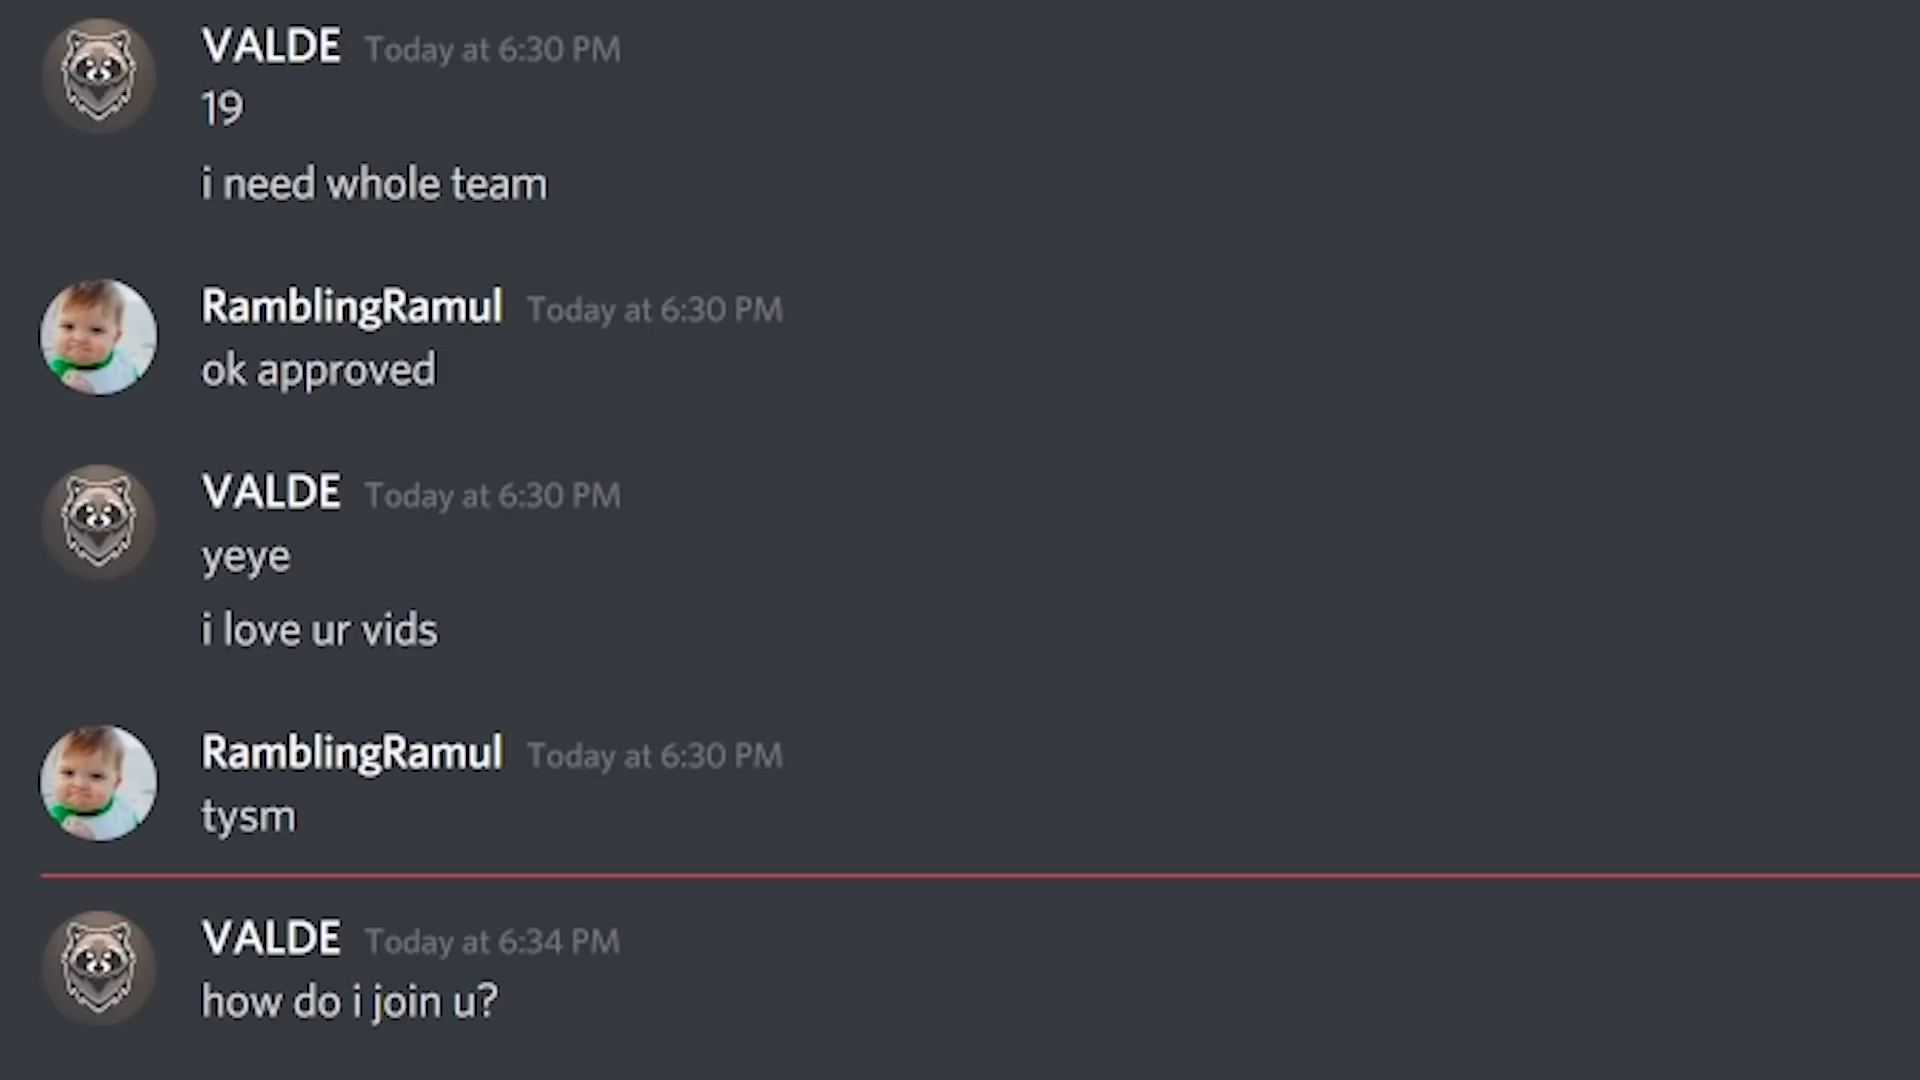 VALDE Today at 6:30 PM
19
i need whole team
RamblingRamul Today at 6:30 PM
ok approved
VALDE Today at 6:30 PM
yeye
i love ur vids
RamblingRamul Today at 6:30 PM
tysm
VALDE Today at 6:34 PM
how do i join u?